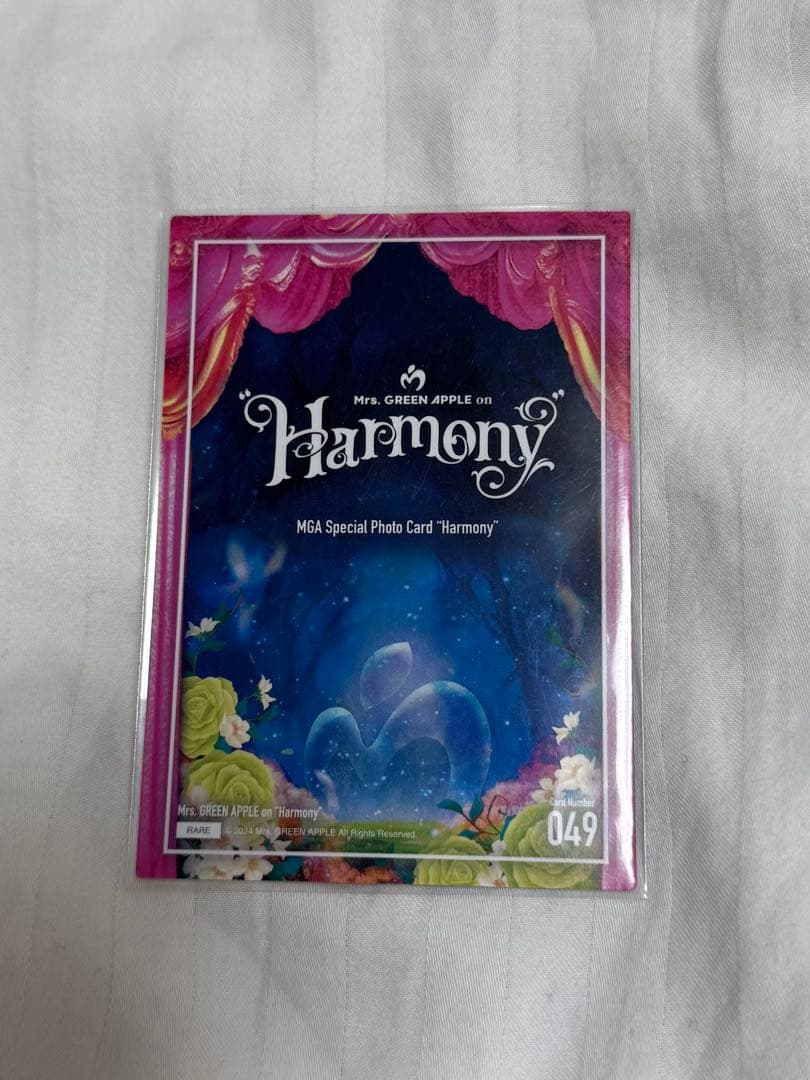 Mrs. GREEN APPLE on
“Harmony”
MGA Special Photo Card “Harmony”
Mrs. GREEN APPLE on “Harmony”
RARE
© 2024 Mrs. GREEN APPLE All Rights Reserved.
Card Number
049